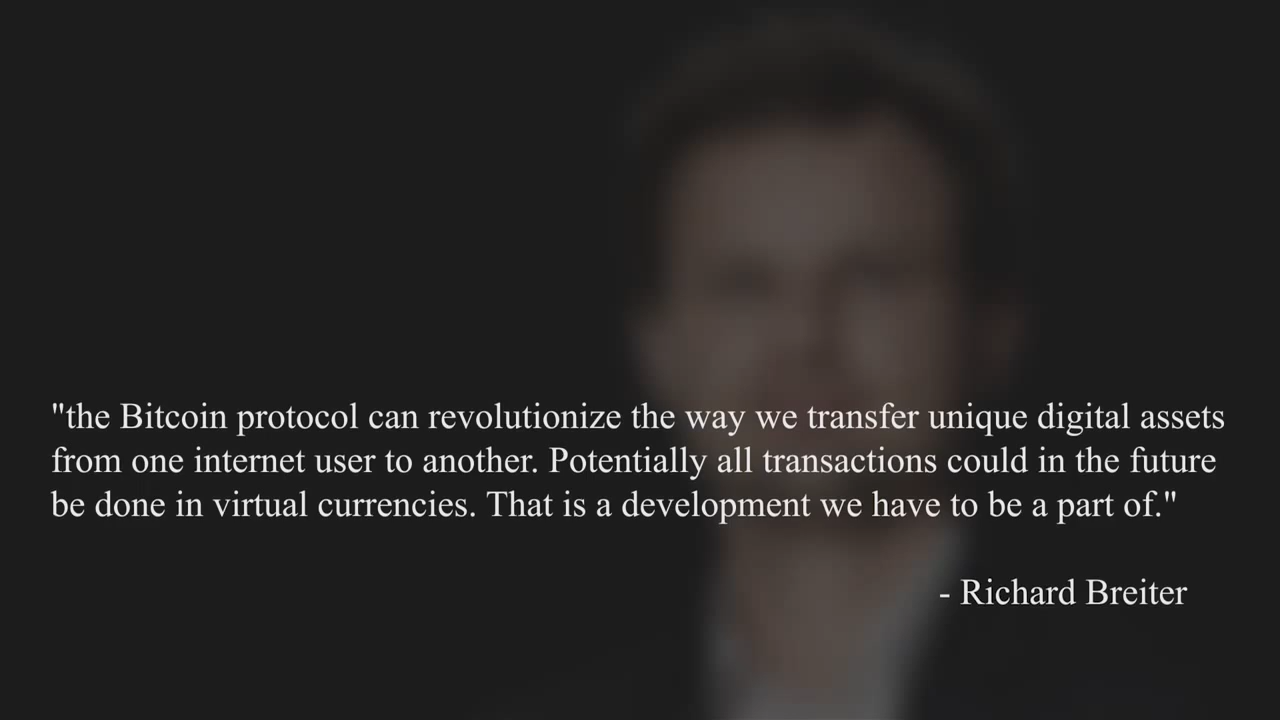 "the Bitcoin protocol can revolutionize the way we transfer unique digital assets
from one internet user to another. Potentially all transactions could in the future
be done in virtual currencies. That is a development we have to be a part of."
- Richard Breiter